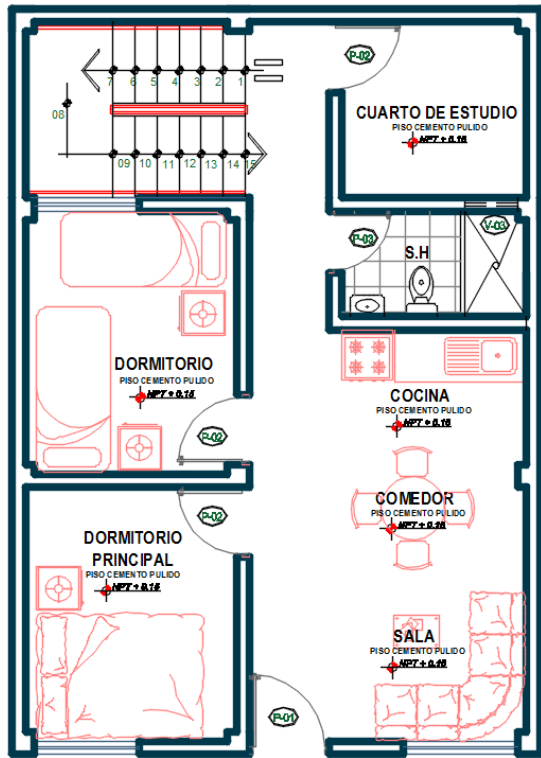 P-02
7 6 5 4 3 2 1
08
CUARTO DE ESTUDIO
PISO CEMENTO PULIDO
NPT + 0.15
09 10 11 12 13 14 15
P-03
V-03
S.H
DORMITORIO
PISO CEMENTO PULIDO
NPT + 0.15
COCINA
PISO CEMENTO PULIDO
NPT + 0.15
P-02
COMEDOR
PISO CEMENTO PULIDO
NPT + 0.15
P-02
DORMITORIO
PRINCIPAL
PISO CEMENTO PULIDO
NPT + 0.15
SALA
PISO CEMENTO PULIDO
NPT + 0.15
P-01